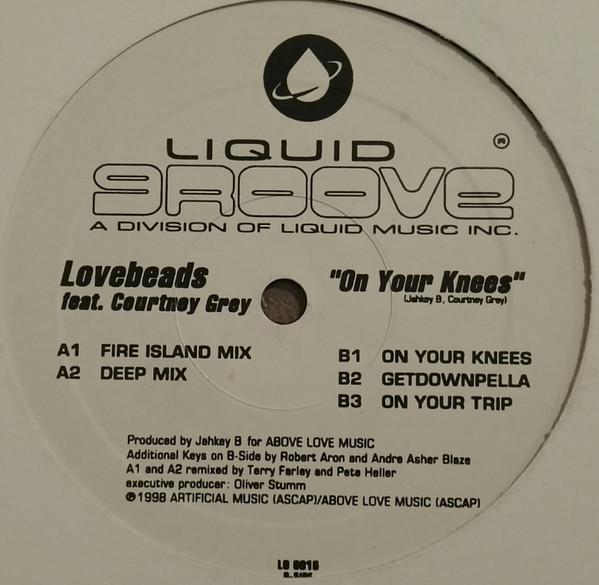 LIQUID
GROOVE ®
A DIVISION OF LIQUID MUSIC INC.
Lovebeads
feat. Courtney Grey
"On Your Knees"
(Jahkey B, Courtney Grey)
A1 FIRE ISLAND MIX
A2 DEEP MIX
B1 ON YOUR KNEES
B2 GETDOWNPELLA
B3 ON YOUR TRIP
Produced by Jahkey B for ABOVE LOVE MUSIC
Additional Keys on B-Side by Robert Aron and Andre Asher Blaze
A1 and A2 remixed by Terry Farley and Pete Heller
executive producer: Oliver Stumm
℗1998 ARTIFICIAL MUSIC (ASCAP)/ABOVE LOVE MUSIC (ASCAP)